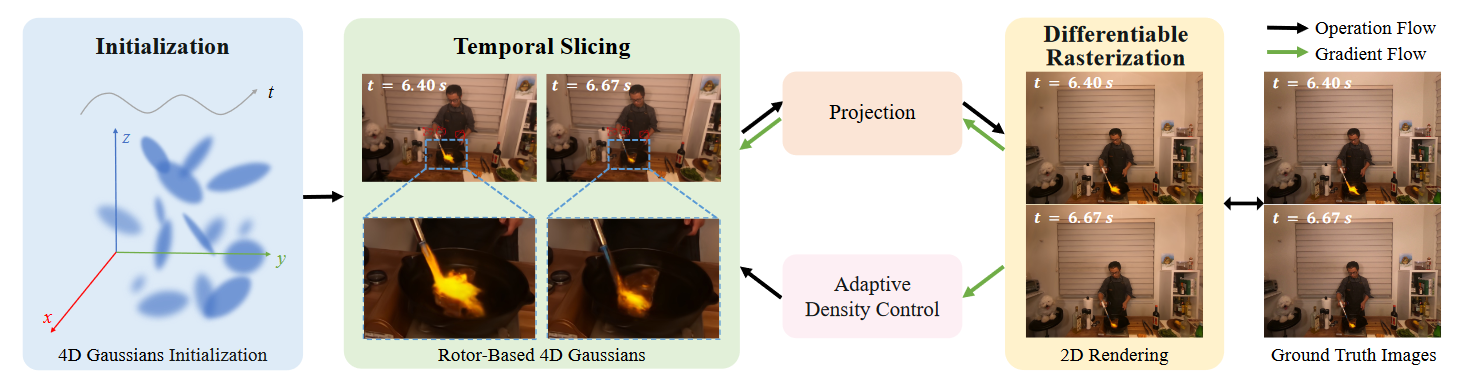 Initialization
t
z
y
x
4D Gaussians Initialization
Temporal Slicing
t = 6.40 s
t = 6.67 s
Rotor-Based 4D Gaussians
Projection
Adaptive
Density Control
Differentiable
Rasterization
t = 6.40 s
t = 6.67 s
2D Rendering
Operation Flow
Gradient Flow
t = 6.40 s
t = 6.67 s
Ground Truth Images